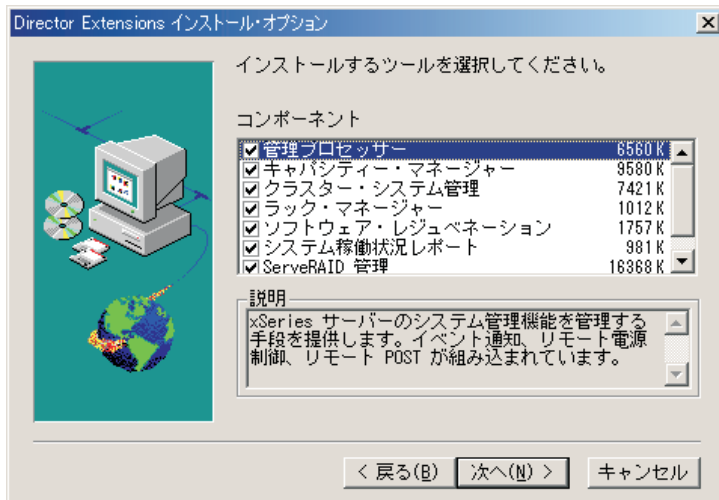 Director Extensions インストール・オプション
インストールするツールを選択してください。
コンポーネント
管理プロセッサー 6560 K
キャパシティー・マネージャー 9580 K
クラスター・システム管理 7421 K
ラック・マネージャー 1012 K
ソフトウェア・レジュベネーション 1757 K
システム稼働状況レポート 981 K
ServeRAID 管理 16368 K
説明
xSeries サーバーのシステム管理機能を管理する
手段を提供します。イベント通知、リモート電源
制御、リモート POST が組み込まれています。
< 戻る(B) 次へ(N) > キャンセル